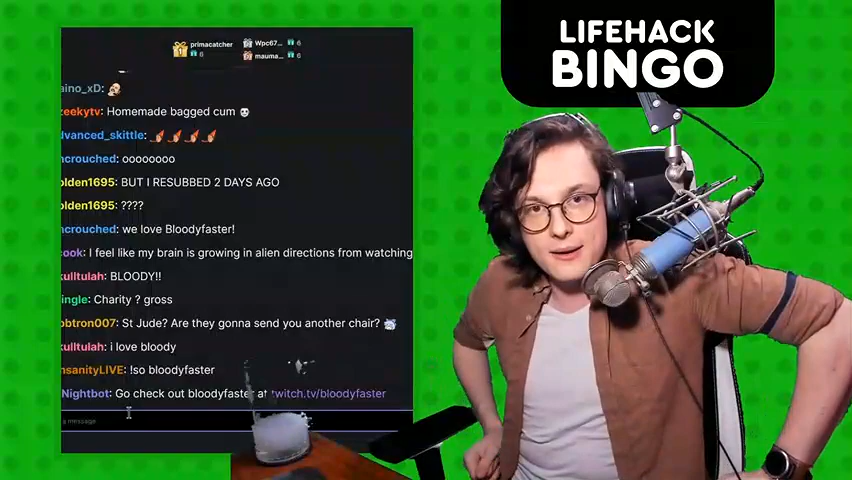 LIFEHACK
BINGO
primacatcher
6
Wpc67...
6
mauma...
6
aino_xD:
zeekytv: Homemade bagged cum
dvanced_skittle:
ncrouched: oooooooo
olden1695: BUT I RESUBBED 2 DAYS AGO
olden1695: ????
ncrouched: we love Bloodyfaster!
cook: I feel like my brain is growing in alien directions from watching
kulltulah: BLOODY!!
ingle: Charity ? gross
obtron007: St Jude? Are they gonna send you another chair?
kulltulah: i love bloody
nsanityLIVE: !so bloodyfaster
Nightbot: Go check out bloodyfaster at twitch.tv/bloodyfaster
a message